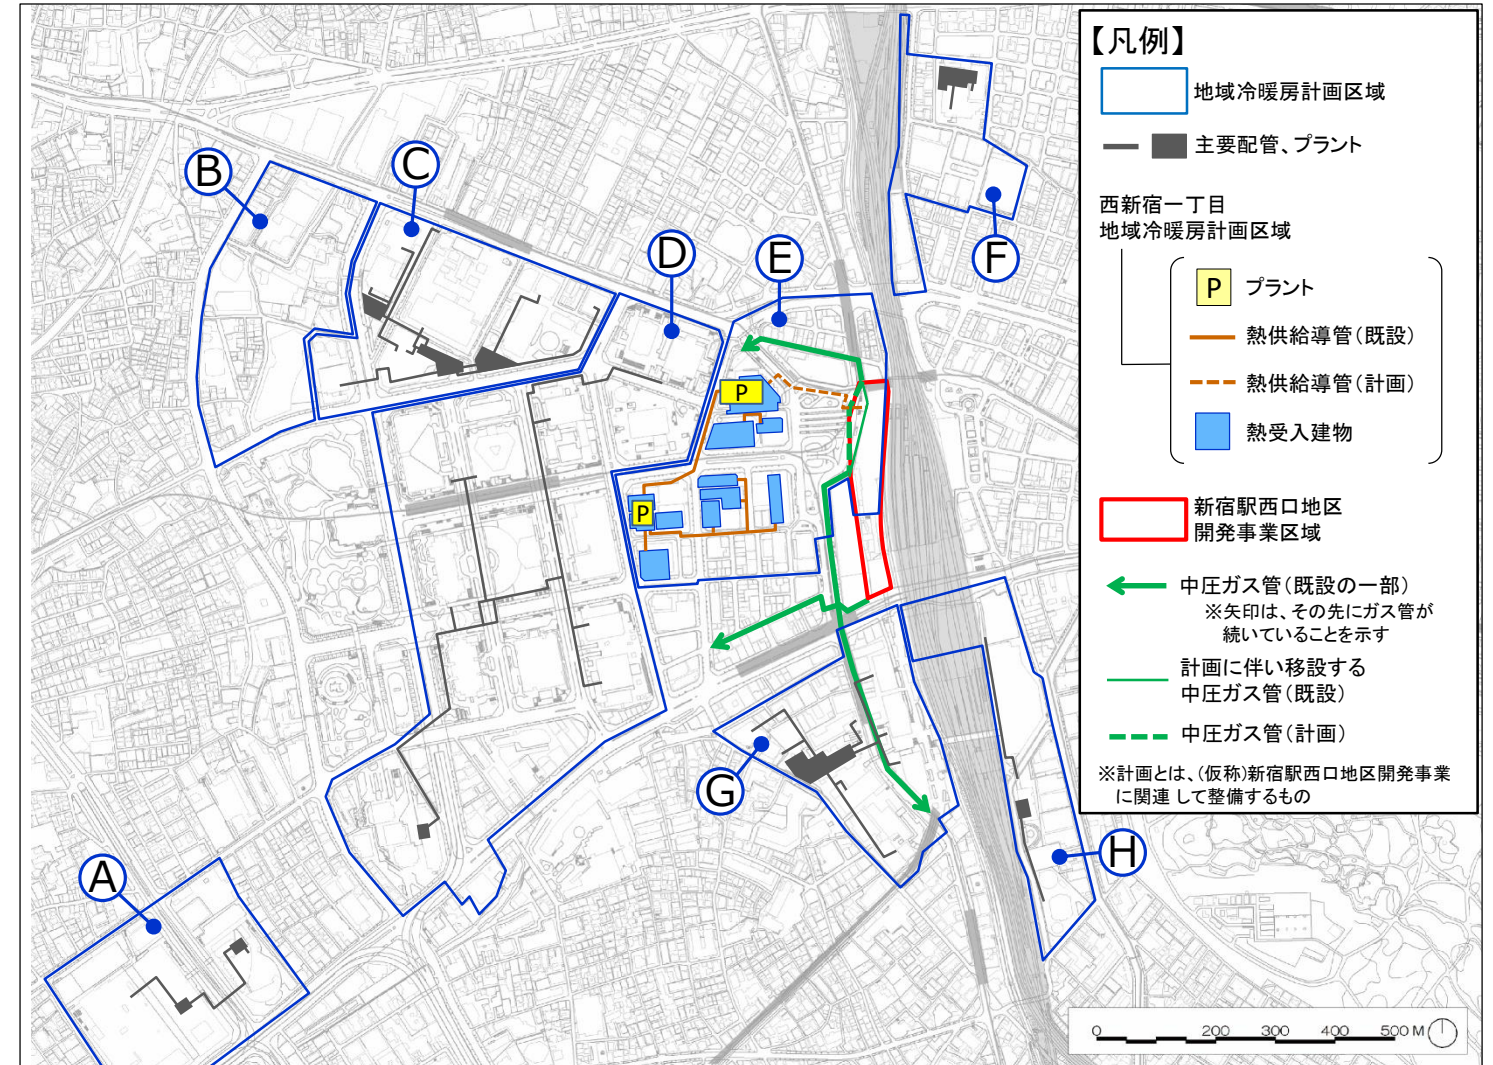 【凡例】
地域冷暖房計画区域
主要配管、プラント
西新宿一丁目
地域冷暖房計画区域
P プラント
熱供給導管(既設)
熱供給導管(計画)
熱受入建物
新宿駅西口地区
開発事業区域
中圧ガス管(既設の一部)
※矢印は、その先にガス管が
続いていることを示す
計画に伴い移設する
中圧ガス管(既設)
中圧ガス管(計画)
※計画とは、(仮称)新宿駅西口地区開発事業
に関連して整備するもの
B
C
D
E
F
P
P
G
H
A
0 200 300 400 500 M